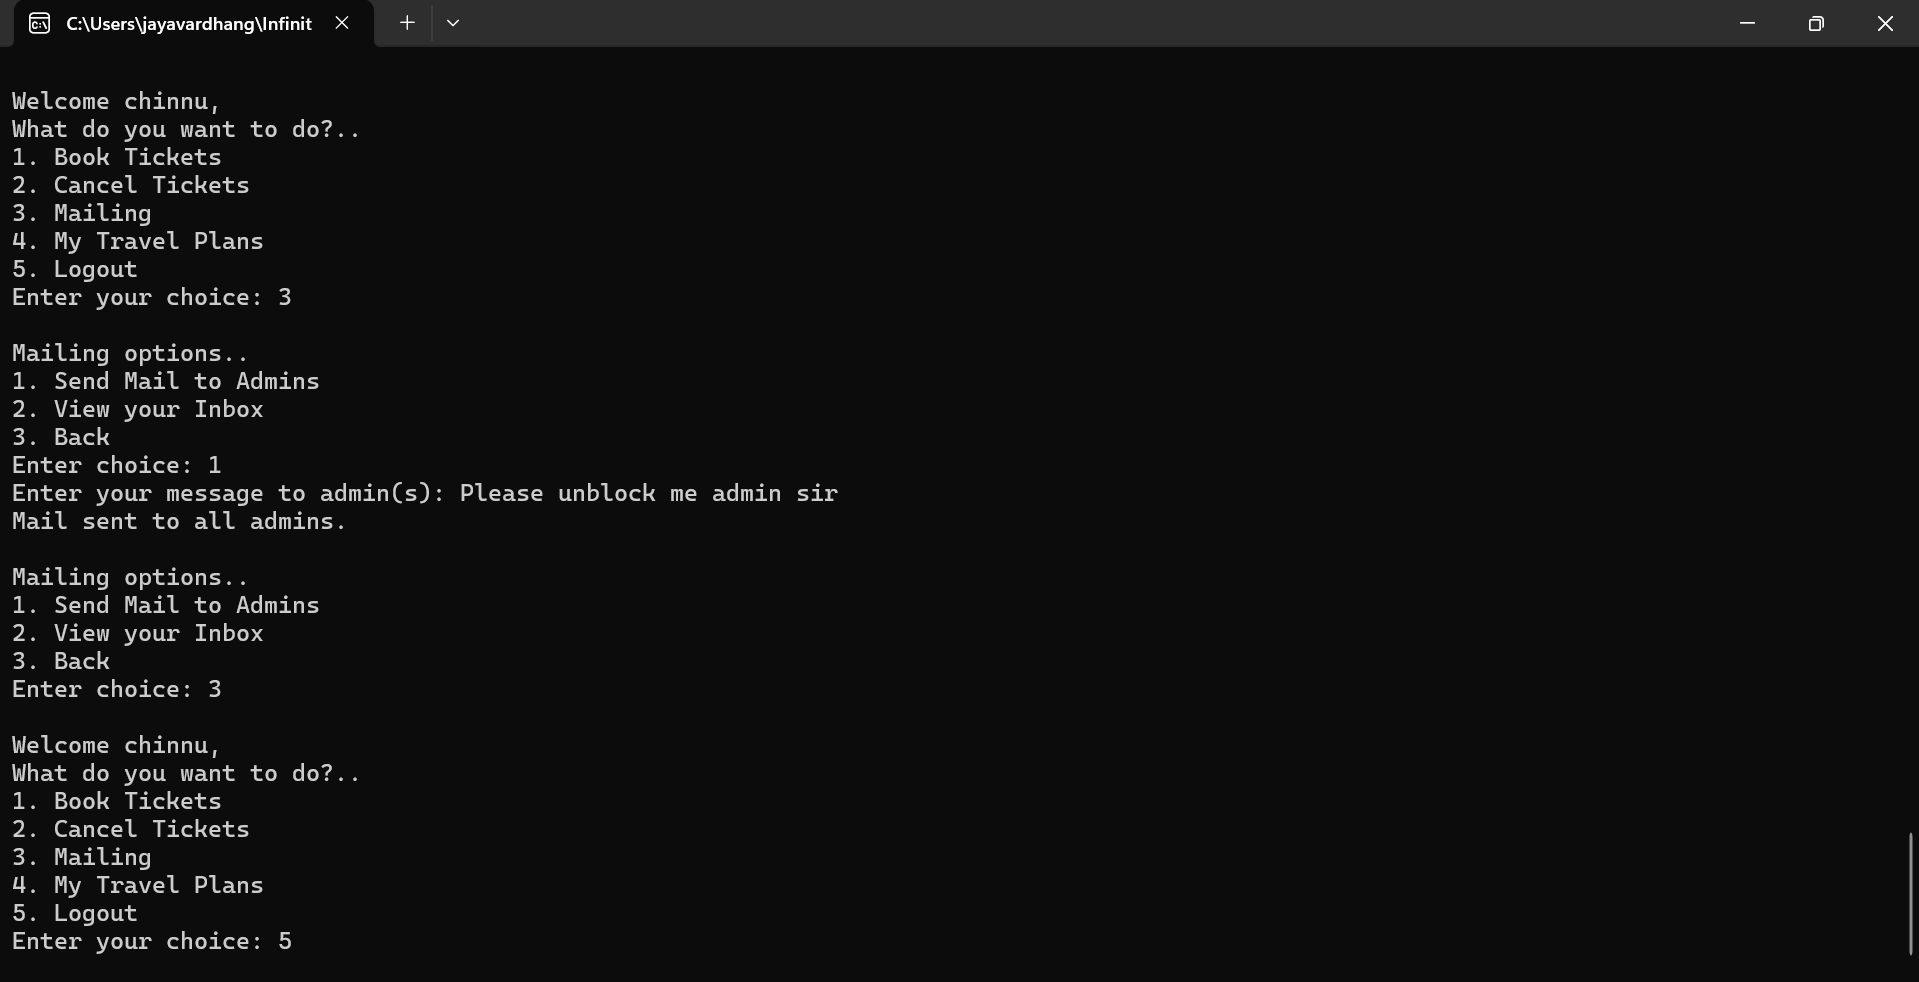 C:\Users\jayavardhang\Infinit
Welcome chinnu,
What do you want to do?..
1. Book Tickets
2. Cancel Tickets
3. Mailing
4. My Travel Plans
5. Logout
Enter your choice: 3
Mailing options..
1. Send Mail to Admins
2. View your Inbox
3. Back
Enter choice: 1
Enter your message to admin(s): Please unblock me admin sir
Mail sent to all admins.
Mailing options..
1. Send Mail to Admins
2. View your Inbox
3. Back
Enter choice: 3
Welcome chinnu,
What do you want to do?..
1. Book Tickets
2. Cancel Tickets
3. Mailing
4. My Travel Plans
5. Logout
Enter your choice: 5